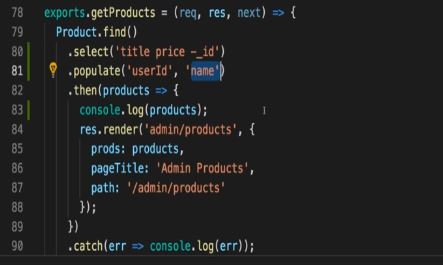 78 exports.getProducts = (req, res, next) => {
79 Product.find()
80 .select('title price -_id')
81 .populate('userId', 'name')
82 .then(products => {
83 console.log(products);
84 res.render('admin/products', {
85 prods: products,
86 pageTitle: 'Admin Products',
87 path: '/admin/products'
88 });
89 })
90 .catch(err => console.log(err));